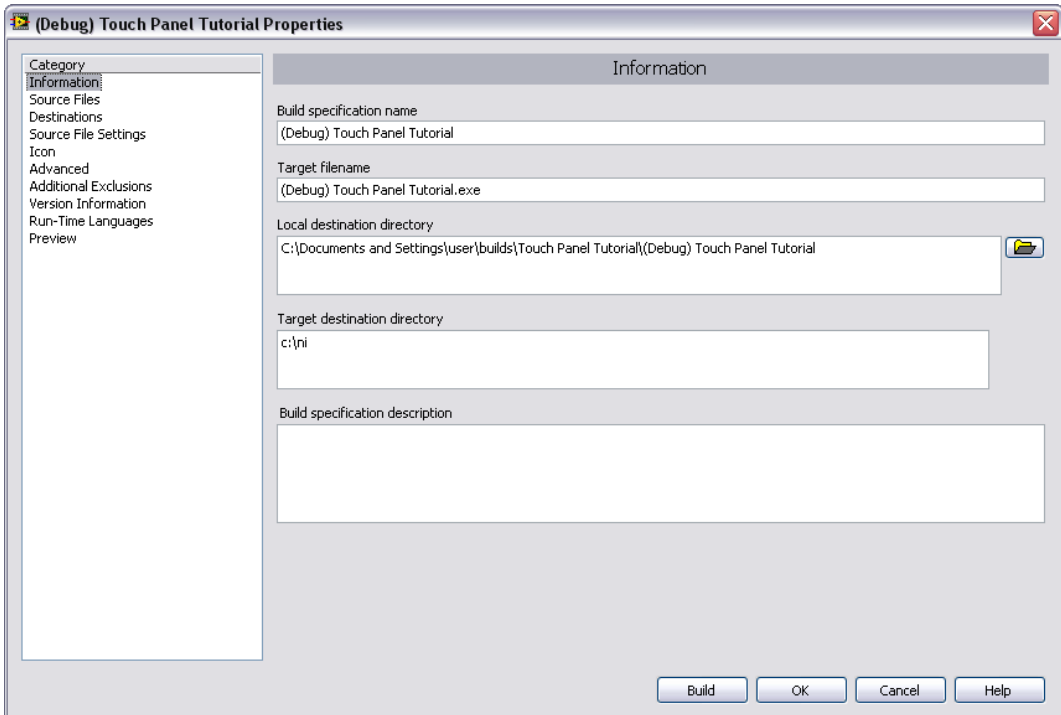 (Debug) Touch Panel Tutorial Properties
Category
Information
Source Files
Destinations
Source File Settings
Icon
Advanced
Additional Exclusions
Version Information
Run-Time Languages
Preview
Information
Build specification name
(Debug) Touch Panel Tutorial
Target filename
(Debug) Touch Panel Tutorial.exe
Local destination directory
C:\Documents and Settings\user\builds\Touch Panel Tutorial\(Debug) Touch Panel Tutorial
Target destination directory
c:\ni
Build specification description
Build OK Cancel Help